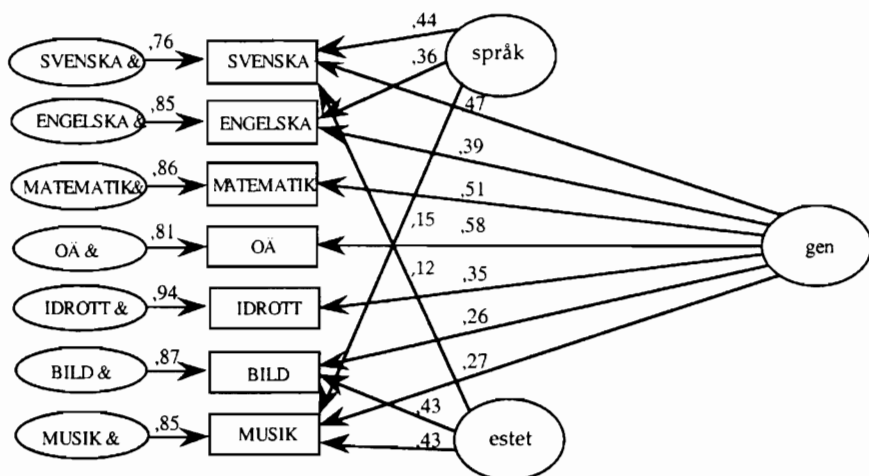 ,44
språk
,76
SVENSKA &
SVENSKA
,36
,47
,85
ENGELSKA &
ENGELSKA
,39
,86
MATEMATIK&
MATEMATIK
,51
,15
,58
,81
OÄ &
OÄ
gen
,12
,35
,94
IDROTT &
IDROTT
,26
,87
BILD &
BILD
,27
,43
,85
MUSIK &
MUSIK
,43
estet